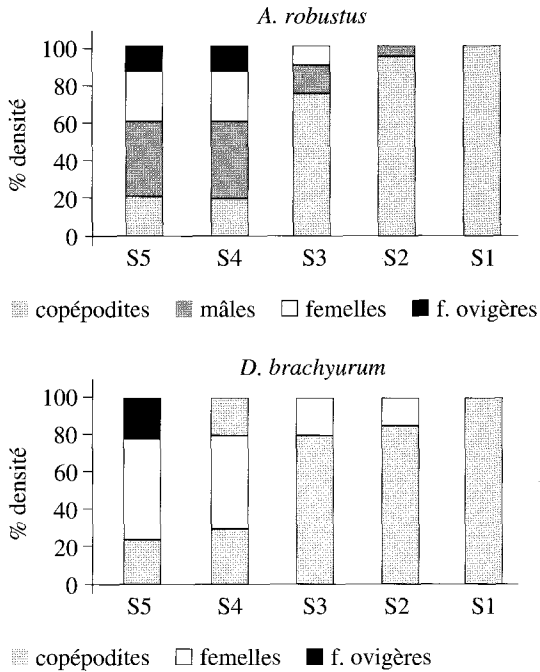 A. robustus
% densité
100
80
60
40
20
0
S5 S4 S3 S2 S1
copépodites mâles femelles f. ovigères
D. brachyurum
% densité
100
80
60
40
20
0
S5 S4 S3 S2 S1
copépodites femelles f. ovigères